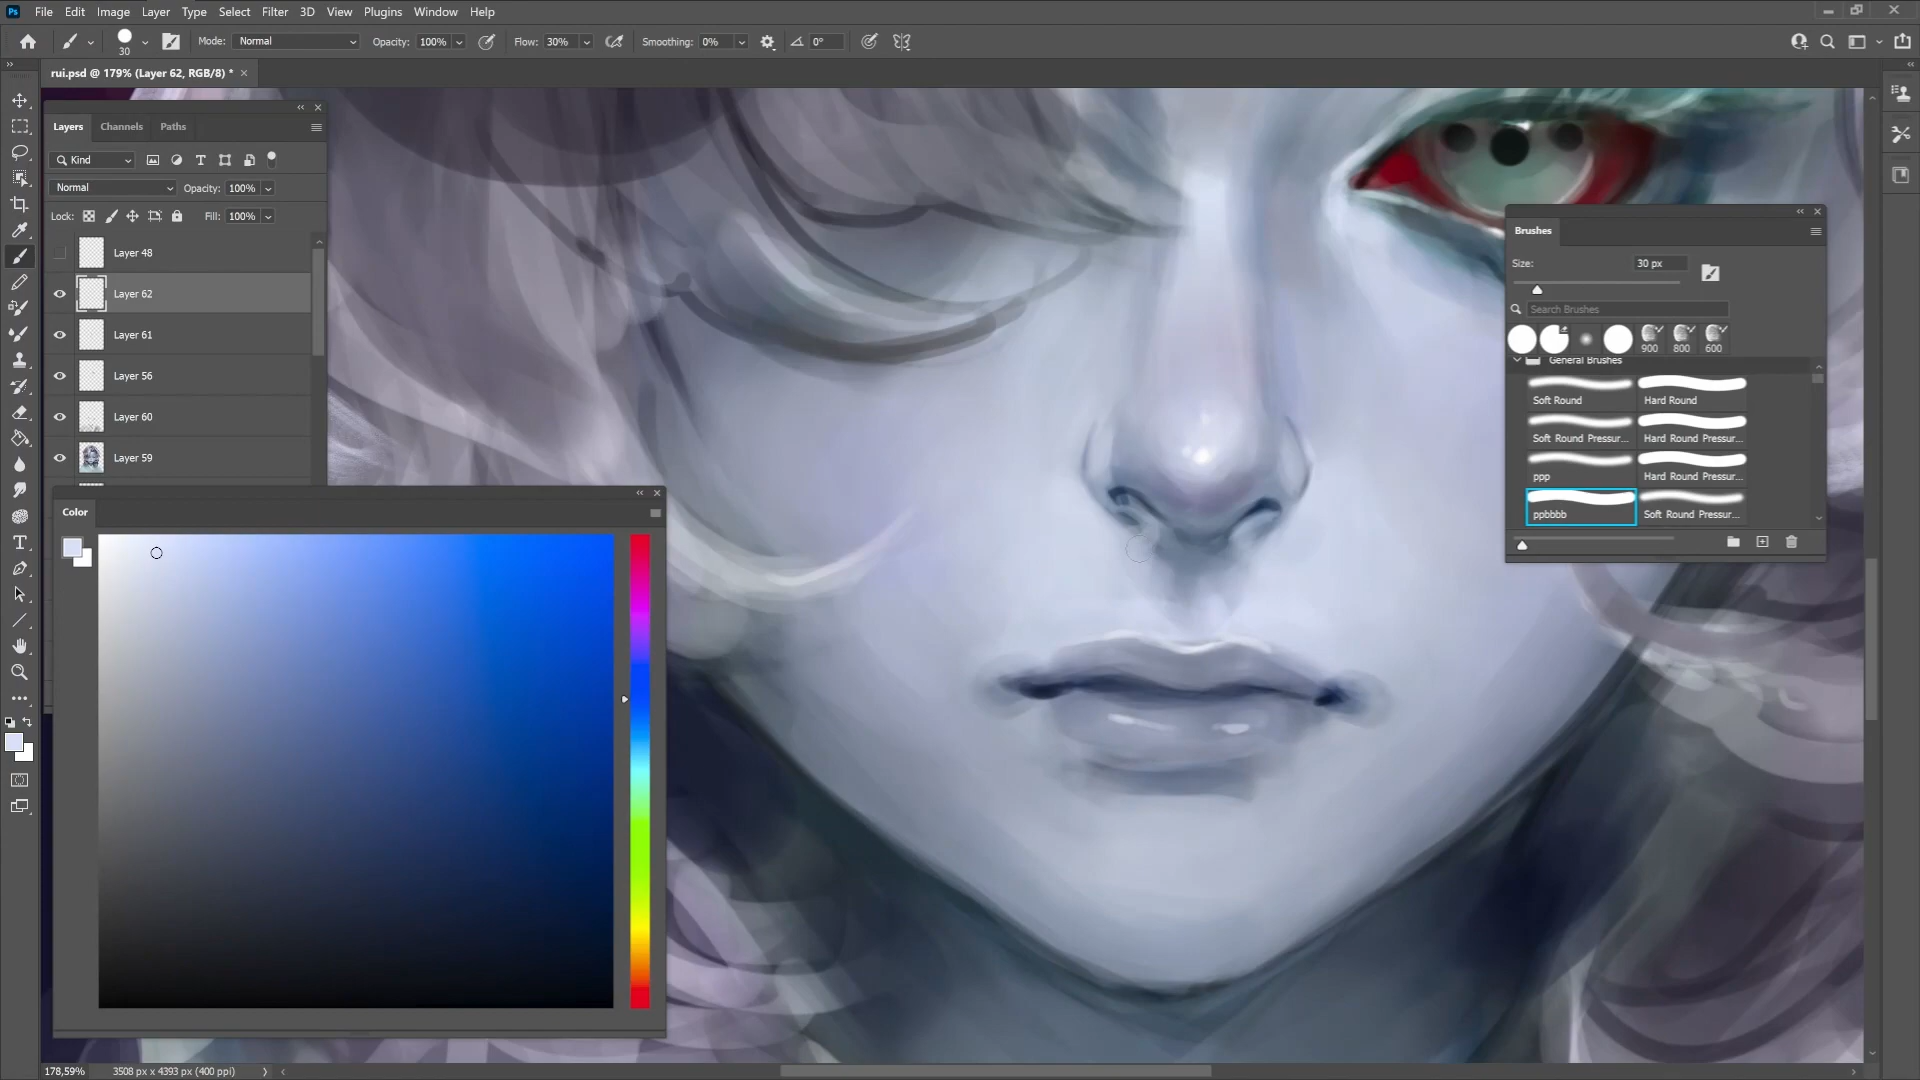 Ps File Edit Image Layer Type Select Filter 3D View Plugins Window Help
30 Mode: Normal Opacity: 100% Flow: 30% Smoothing: 0% 0°
rui.psd @ 179% (Layer 62, RGB/8) *
Layers Channels Paths
Kind
Normal Opacity: 100%
Lock: Fill: 100%
Layer 48
Layer 62
Layer 61
Layer 56
Layer 60
Layer 59
Color
Brushes
Size: 30 px
Search Brushes
900 800 600
General Brushes
Soft Round Hard Round
Soft Round Pressur... Hard Round Pressur...
ppp Hard Round Pressur...
ppbbbb Soft Round Pressur...
178,59% 3508 px x 4393 px (400 ppi)